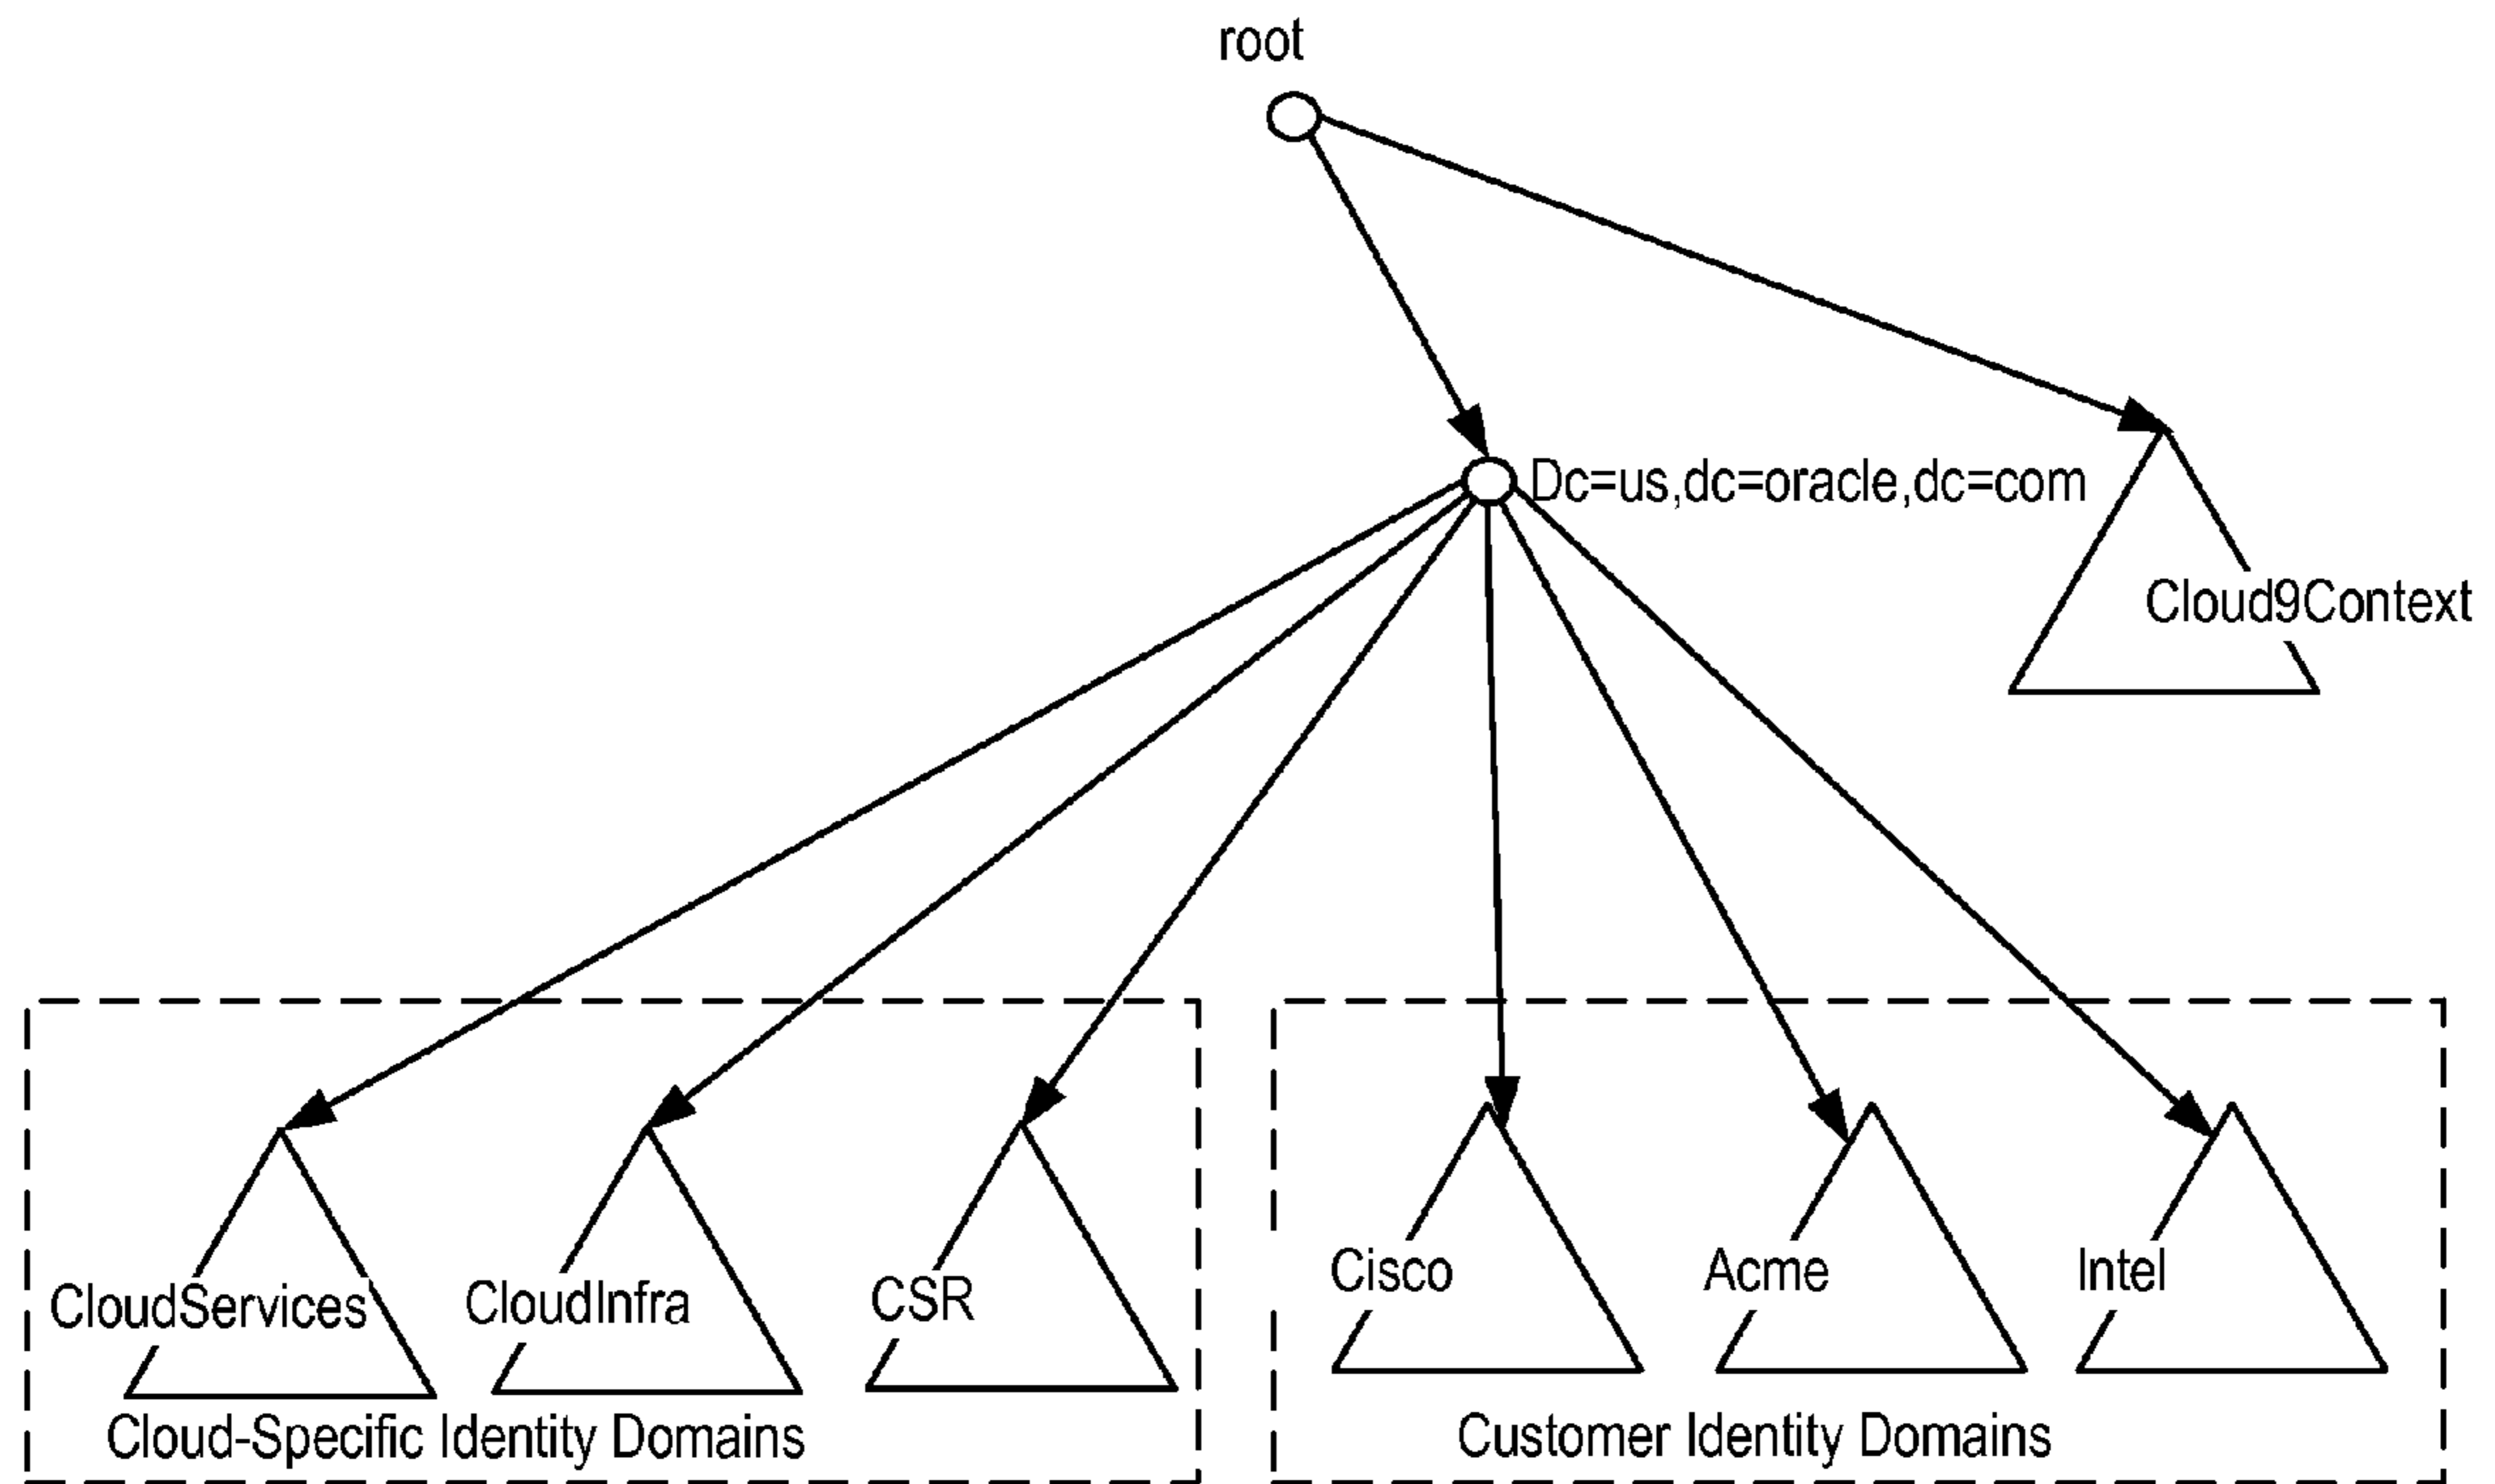 root
Dc=us,dc=oracle,dc=com
Cloud9Context
CloudServices
CloudInfra
CSR
Cisco
Acme
Intel
Cloud-Specific Identity Domains
Customer Identity Domains